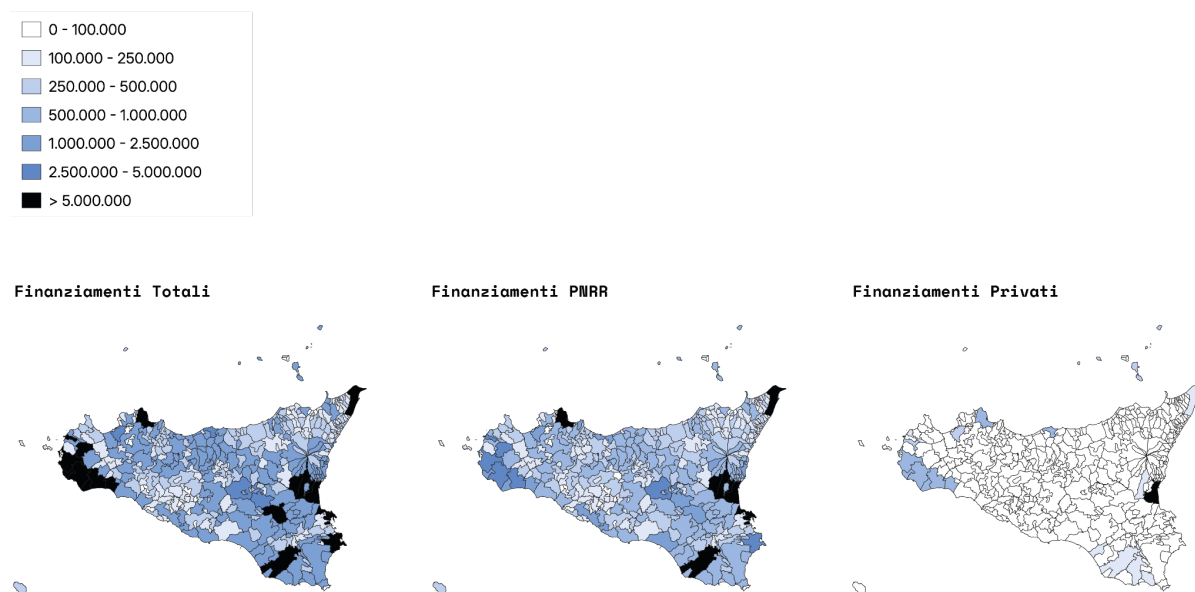 0 - 100.000
100.000 - 250.000
250.000 - 500.000
500.000 - 1.000.000
1.000.000 - 2.500.000
2.500.000 - 5.000.000
> 5.000.000
Finanziamenti Totali
Finanziamenti PNRR
Finanziamenti Privati